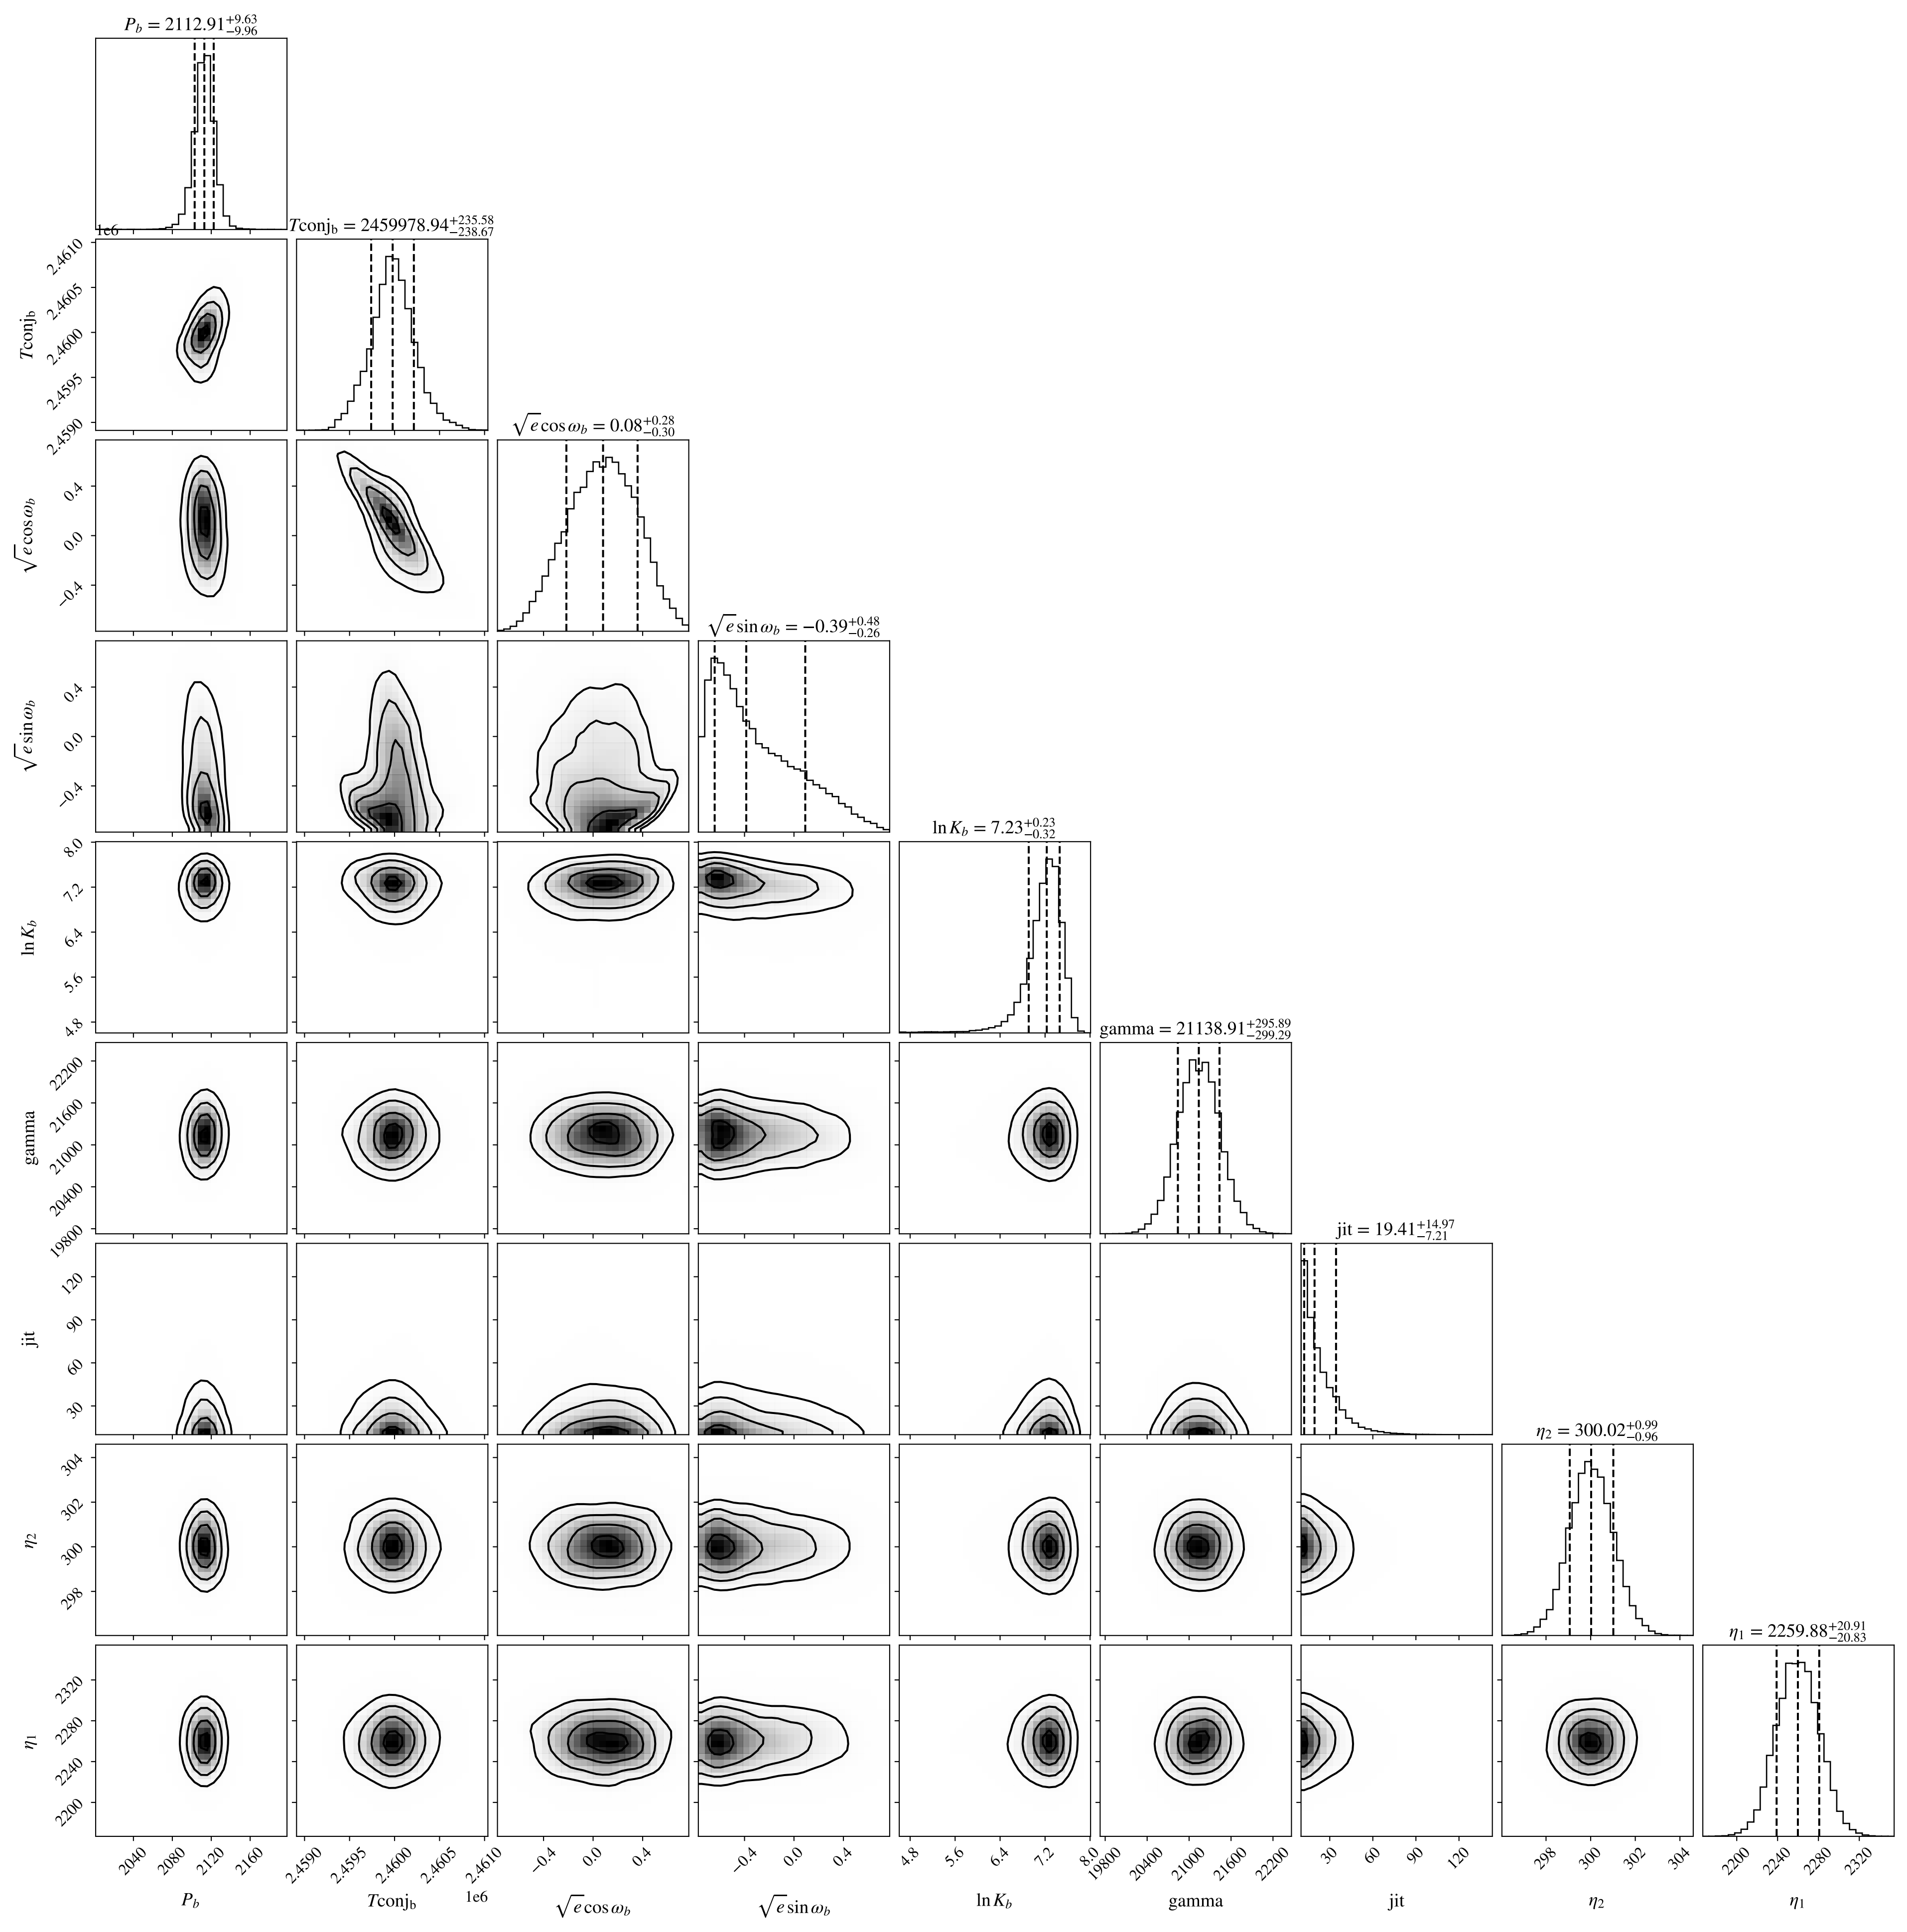 P_b = 2112.91^{+9.63}_{−9.96}
1e6
Tconj_b = 2459978.94^{+235.58}_{−238.67}
2.4610
2.4605
2.4600
2.4595
2.4590
Tconj_b
√e cos ω_b = 0.08^{+0.28}_{−0.30}
0.4
0.0
−0.4
√e cos ω_b
√e sin ω_b = −0.39^{+0.48}_{−0.26}
0.4
0.0
−0.4
√e sin ω_b
ln K_b = 7.23^{+0.23}_{−0.32}
8.0
7.2
6.4
5.6
4.8
ln K_b
gamma = 21138.91^{+295.89}_{−299.29}
22200
21600
21000
20400
19800
gamma
jit = 19.41^{+14.97}_{−7.21}
120
90
60
30
jit
η_2 = 300.02^{+0.99}_{−0.96}
304
302
300
298
η_2
η_1 = 2259.88^{+20.91}_{−20.83}
2320
2280
2240
2200
η_1
2040 2080 2120 2160
2.4590 2.4595 2.4600 2.4605 2.4610
−0.4 0.0 0.4
−0.4 0.0 0.4
4.8 5.6 6.4 7.2 8.0
19800 20400 21000 21600 22200
30 60 90 120
298 300 302 304
2200 2240 2280 2320
1e6
P_b
Tconj_b
√e cos ω_b
√e sin ω_b
ln K_b
gamma
jit
η_2
η_1